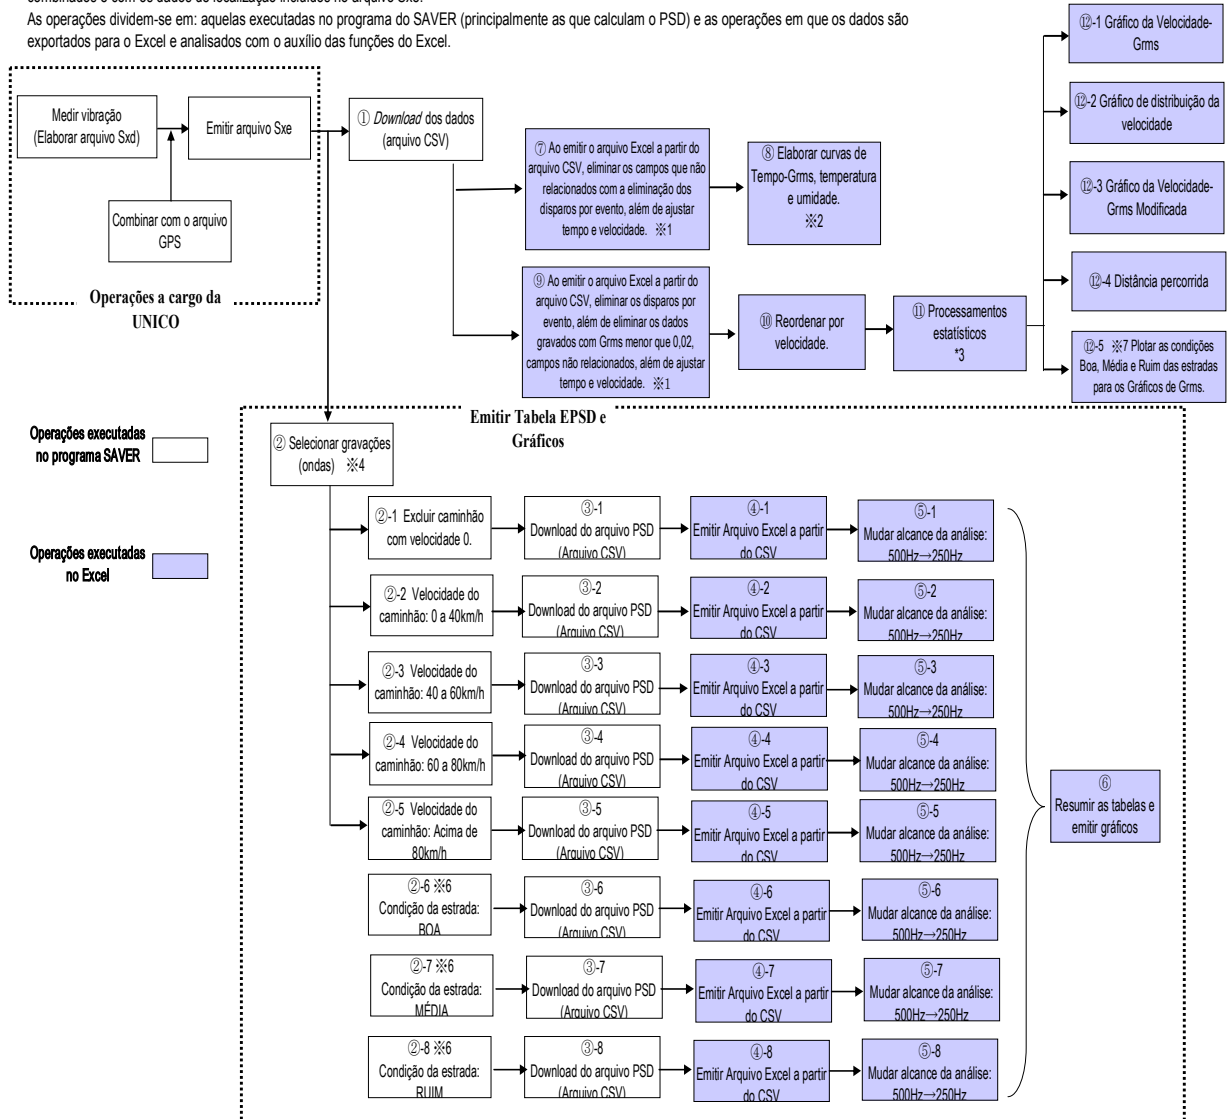 combinados e com os dados de localização incluídos no arquivo Sxe.
As operações dividem-se em: aquelas executadas no programa do SAVER (principalmente as que calculam o PSD) e as operações em que os dados são
exportados para o Excel e analisados com o auxílio das funções do Excel.
Medir vibração
(Elaborar arquivo Sxd)
Emitir arquivo Sxe
Combinar com o arquivo
GPS
Operações a cargo da
UNICO
① Download dos dados
(arquivo CSV)
⑦ Ao emitir o arquivo Excel a partir do
arquivo CSV, eliminar os campos que não
relacionados com a eliminação dos
disparos por evento, além de ajustar
tempo e velocidade. ※1
⑧ Elaborar curvas de
Tempo-Grms, temperatura
e umidade.
※2
⑨ Ao emitir o arquivo Excel a partir do
arquivo CSV, eliminar os disparos por
evento, além de eliminar os dados
gravados com Grms menor que 0,02,
campos não relacionados, além de ajustar
tempo e velocidade. ※1
⑩ Reordenar por
velocidade.
⑪ Processamentos
estatísticos
*3
⑫-1 Gráfico da Velocidade-
Grms
⑫-2 Gráfico de distribuição da
velocidade
⑫-3 Gráfico da Velocidade-
Grms Modificada
⑫-4 Distância percorrida
⑫-5 ※7 Plotar as condições
Boa, Média e Ruim das estradas
para os Gráficos de Grms.
Operações executadas
no programa SAVER
Operações executadas
no Excel
Emitir Tabela EPSD e
Gráficos
② Selecionar gravações
(ondas) ※4
②-1 Excluir caminhão
com velocidade 0.
③-1
Download do arquivo PSD
(Arquivo CSV)
④-1
Emitir Arquivo Excel a partir
do CSV
⑤-1
Mudar alcance da análise:
500Hz→250Hz
②-2 Velocidade do
caminhão: 0 a 40km/h
③-2
Download do arquivo PSD
(Arquivo CSV)
④-2
Emitir Arquivo Excel a partir
do CSV
⑤-2
Mudar alcance da análise:
500Hz→250Hz
②-3 Velocidade do
caminhão: 40 a 60km/h
③-3
Download do arquivo PSD
(Arquivo CSV)
④-3
Emitir Arquivo Excel a partir
do CSV
⑤-3
Mudar alcance da análise:
500Hz→250Hz
②-4 Velocidade do
caminhão: 60 a 80km/h
③-4
Download do arquivo PSD
(Arquivo CSV)
④-4
Emitir Arquivo Excel a partir
do CSV
⑤-4
Mudar alcance da análise:
500Hz→250Hz
②-5 Velocidade do
caminhão: Acima de
80km/h
③-5
Download do arquivo PSD
(Arquivo CSV)
④-5
Emitir Arquivo Excel a partir
do CSV
⑤-5
Mudar alcance da análise:
500Hz→250Hz
②-6 ※6
Condição da estrada:
BOA
③-6
Download do arquivo PSD
(Arquivo CSV)
④-6
Emitir Arquivo Excel a partir
do CSV
⑤-6
Mudar alcance da análise:
500Hz→250Hz
②-7 ※6
Condição da estrada:
MÉDIA
③-7
Download do arquivo PSD
(Arquivo CSV)
④-7
Emitir Arquivo Excel a partir
do CSV
⑤-7
Mudar alcance da análise:
500Hz→250Hz
②-8 ※6
Condição da estrada:
RUIM
③-8
Download do arquivo PSD
(Arquivo CSV)
④-8
Emitir Arquivo Excel a partir
do CSV
⑤-8
Mudar alcance da análise:
500Hz→250Hz
⑥
Resumir as tabelas e
emitir gráficos